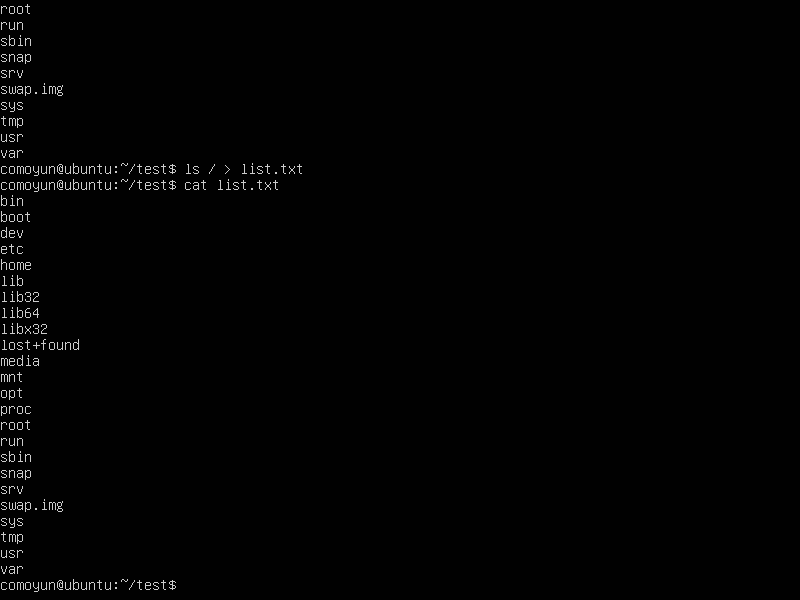 root
run
sbin
snap
srv
swap.img
sys
tmp
usr
var
comoyun@ubuntu:~/test$ ls / > list.txt
comoyun@ubuntu:~/test$ cat list.txt
bin
boot
dev
etc
home
lib
lib32
lib64
libx32
lost+found
media
mnt
opt
proc
root
run
sbin
snap
srv
swap.img
sys
tmp
usr
var
comoyun@ubuntu:~/test$